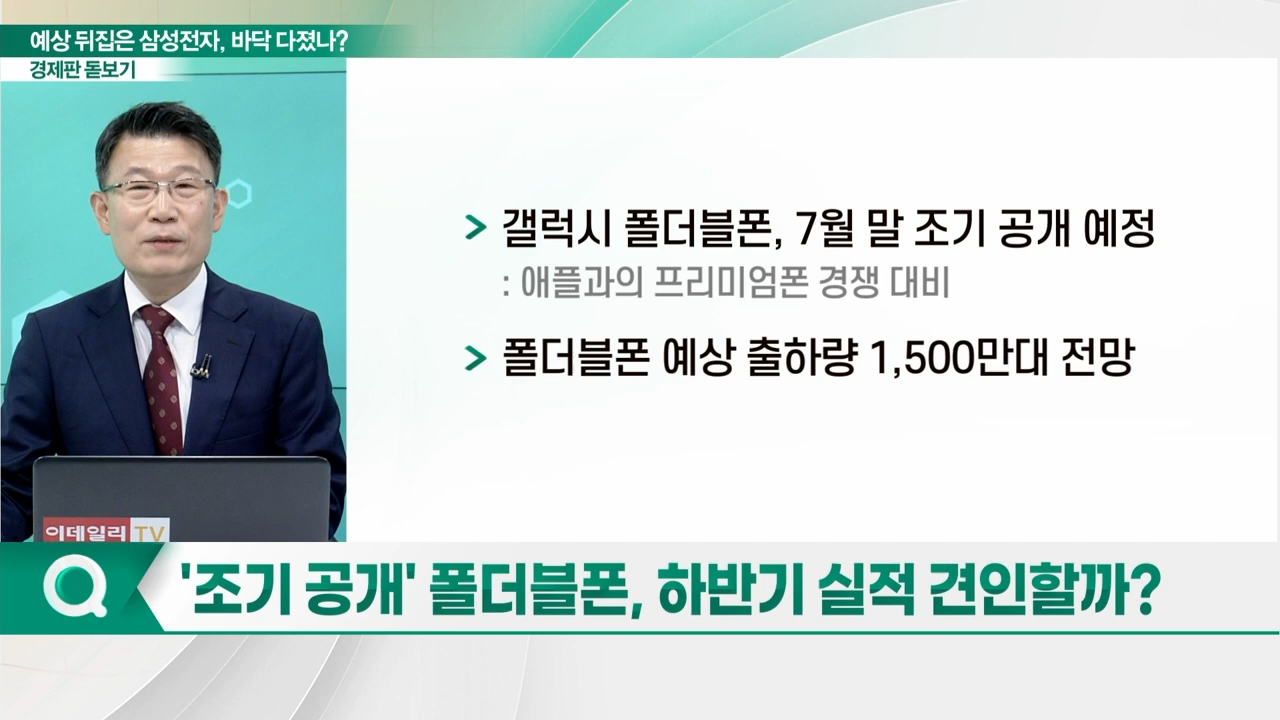 예상 뒤집은 삼성전자, 바닥 다졌나?
경제판 돋보기
> 갤럭시 폴더블폰, 7월 말 조기 공개 예정
: 애플과의 프리미엄폰 경쟁 대비
> 폴더블폰 예상 출하량 1,500만대 전망
이데일리 TV
'조기 공개' 폴더블폰, 하반기 실적 견인할까?